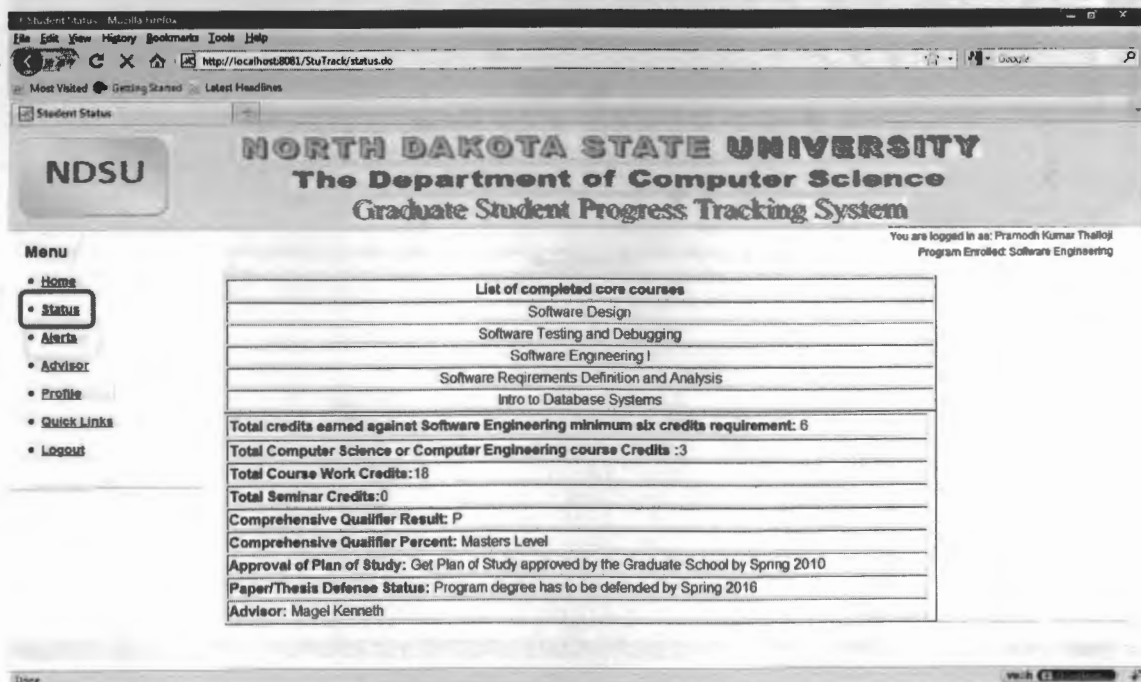 Student Status - Mozilla Firefox
File Edit View History Bookmarks Tools Help
http://localhost:8081/StuTrack/status.do
Google
Most Visited Getting Started Latest Headlines
Student Status
NDSU
NORTH DAKOTA STATE UNIVERSITY
The Department of Computer Science
Graduate Student Progress Tracking System
You are logged in as: Pramodh Kumar Thalloji
Program Enrolled: Software Engineering
Menu
• Home
• Status
• Alerts
• Advisor
• Profile
• Quick Links
• Logout
List of completed core courses
Software Design
Software Testing and Debugging
Software Engineering I
Software Reqirements Definition and Analysis
Intro to Database Systems
Total credits earned against Software Engineering minimum six credits requirement: 6
Total Computer Science or Computer Engineering course Credits :3
Total Course Work Credits:18
Total Seminar Credits:0
Comprehensive Qualifier Result: P
Comprehensive Qualifier Percent: Masters Level
Approval of Plan of Study: Get Plan of Study approved by the Graduate School by Spring 2010
Paper/Thesis Defense Status: Program degree has to be defended by Spring 2016
Advisor: Magel Kenneth
Done